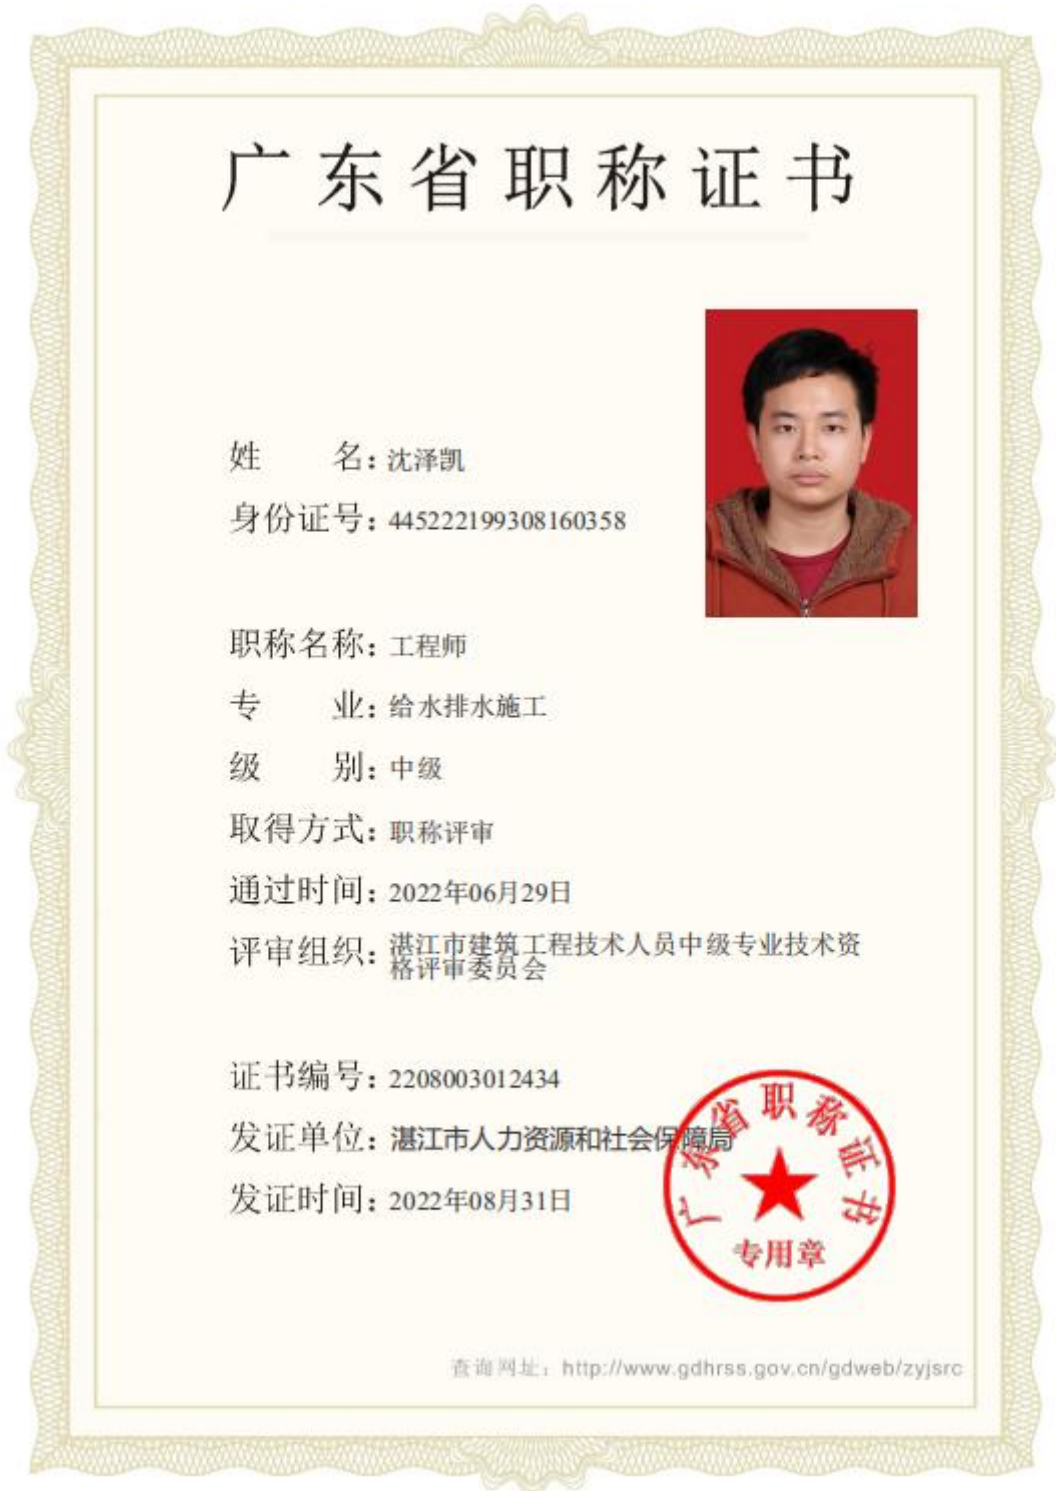 广东省职称证书
姓 名：沈泽凯
身份证号：445222199308160358
职称名称：工程师
专 业：给水排水施工
级 别：中级
取得方式：职称评审
通过时间：2022年06月29日
评审组织：湛江市建筑工程技术人员中级专业技术资
格评审委员会
证书编号：2208003012434
发证单位：湛江市人力资源和社会保障局
发证时间：2022年08月31日
广东省职称证书
专用章
查询网址：http://www.gdhrss.gov.cn/gdweb/zyjsrc